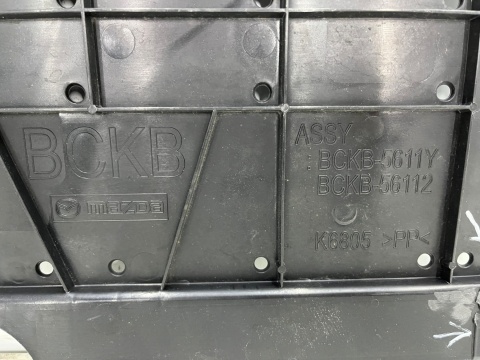 BCKB
mazda
ASSY
: BCKB-5611Y
BCKB-56112
K6805 >PP<